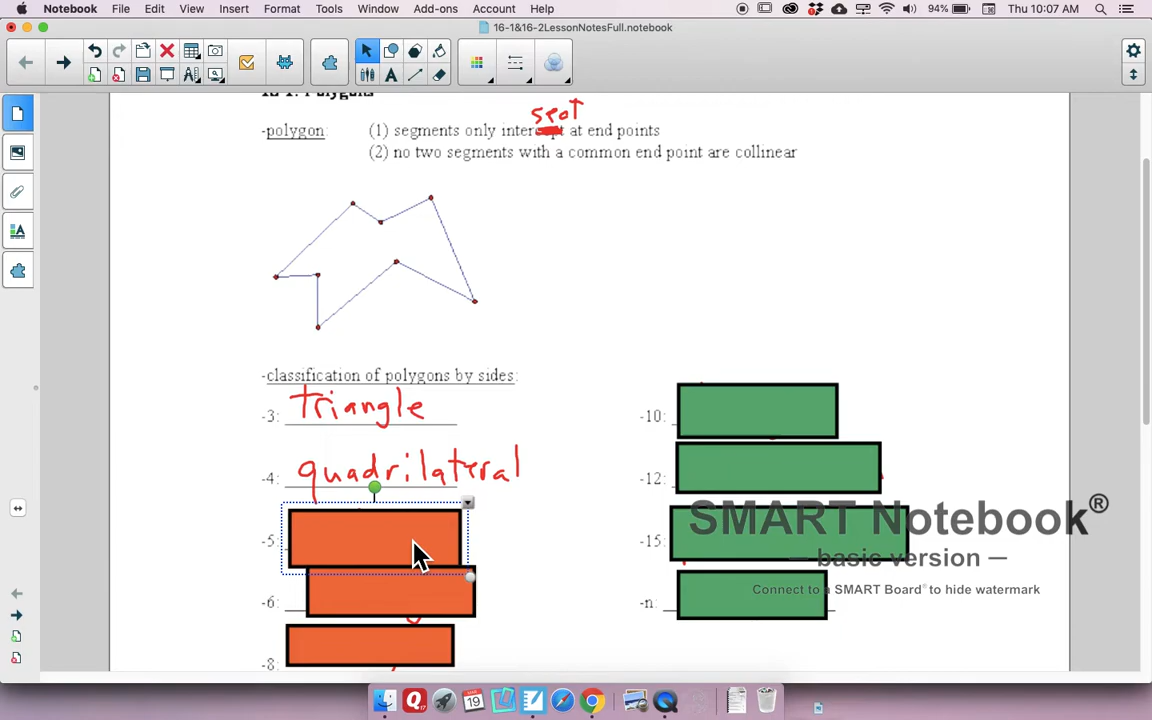 Notebook File Edit View Insert Format Tools Window Add-ons Account Help 94% Thu 10:07 AM
16-1&16-2LessonNotesFull.notebook
Polygons
sect
-polygon: (1) segments only inter at end points
(2) no two segments with a common end point are collinear
-classification of polygons by sides:
-3: triangle
-10:
-4: quadrilateral
-12:
SMART Notebook®
-5:
-15:
— basic version —
Connect to a SMART Board® to hide watermark
-6:
-n:
-8: